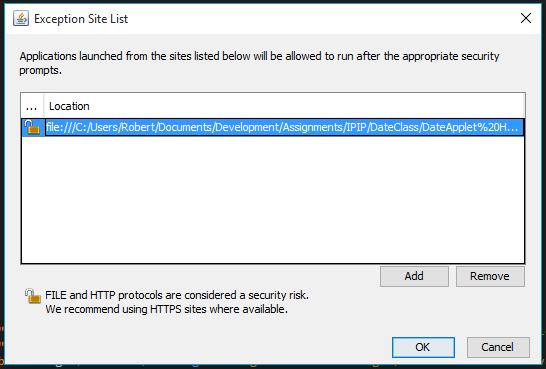 Exception Site List
Applications launched from the sites listed below will be allowed to run after the appropriate security
prompts.
... Location
file:///C:/Users/Robert/Documents/Development/Assignments/IPIP/DateClass/DateApplet%20H...
Add Remove
FILE and HTTP protocols are considered a security risk.
We recommend using HTTPS sites where available.
OK Cancel